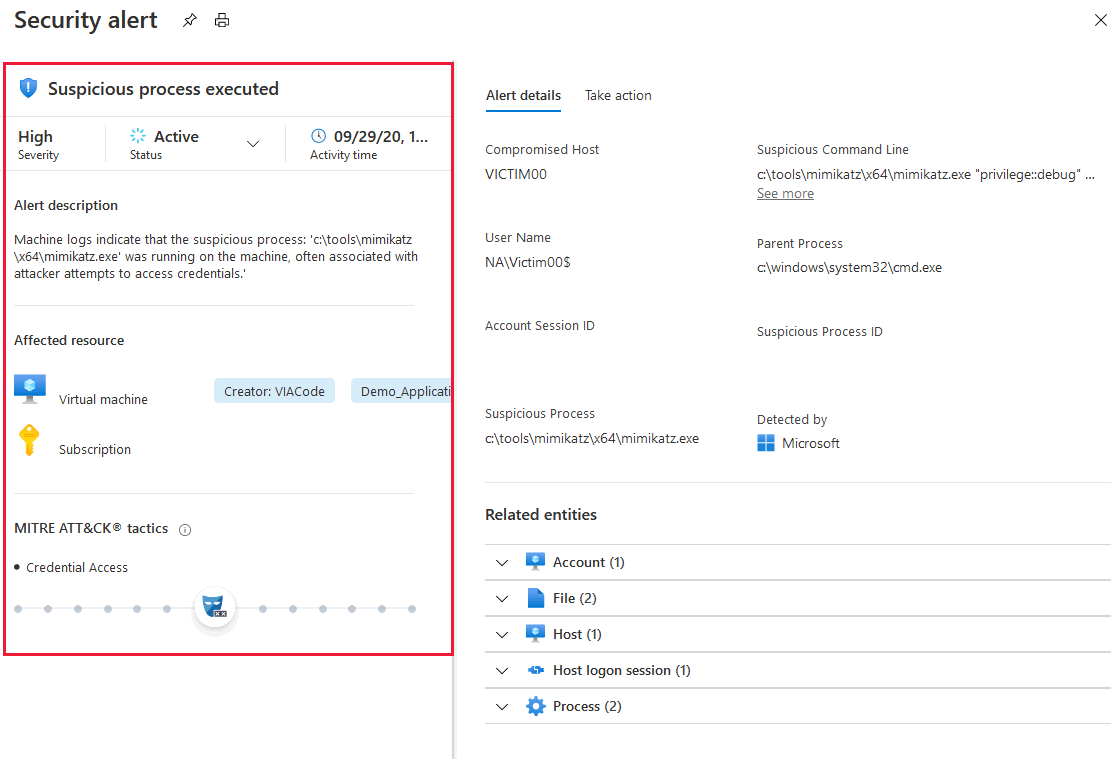 Security alert
Suspicious process executed
High
Severity
Active
Status
09/29/20, 1...
Activity time
Alert description
Machine logs indicate that the suspicious process: 'c:\tools\mimikatz
\x64\mimikatz.exe' was running on the machine, often associated with
attacker attempts to access credentials.'
Affected resource
Virtual machine
Creator: VIACode
Demo_Applicati
Subscription
MITRE ATT&CK® tactics
Credential Access
Alert details
Take action
Compromised Host
VICTIM00
Suspicious Command Line
c:\tools\mimikatz\x64\mimikatz.exe "privilege::debug" ...
See more
User Name
NA\Victim00$
Parent Process
c:\windows\system32\cmd.exe
Account Session ID
Suspicious Process ID
Suspicious Process
c:\tools\mimikatz\x64\mimikatz.exe
Detected by
Microsoft
Related entities
Account (1)
File (2)
Host (1)
Host logon session (1)
Process (2)